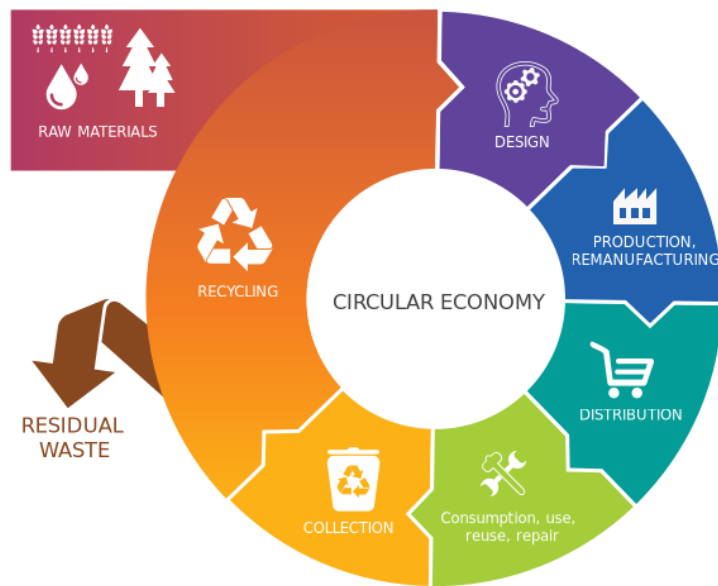 RAW MATERIALS
DESIGN
PRODUCTION,
REMANUFACTURING
RECYCLING
CIRCULAR ECONOMY
DISTRIBUTION
RESIDUAL
WASTE
COLLECTION
Consumption, use,
reuse, repair